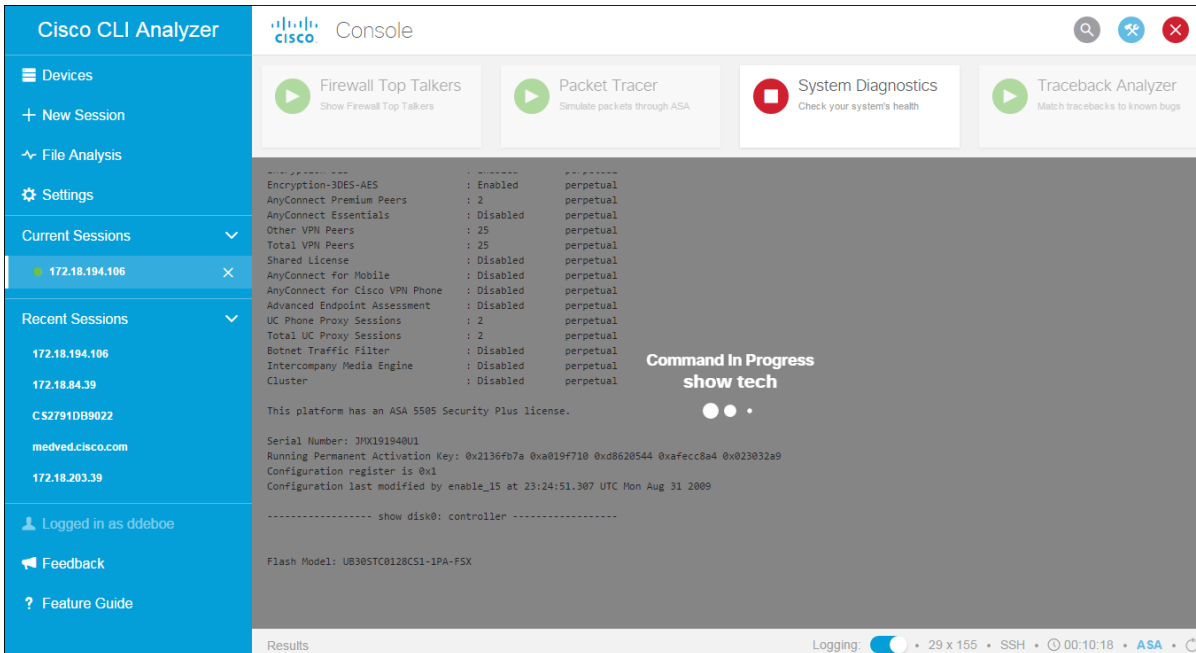 Cisco CLI Analyzer
Devices
New Session
File Analysis
Settings
Current Sessions
172.18.194.106
Recent Sessions
172.18.194.106
172.18.84.39
CS2791DB9022
medved.cisco.com
172.18.203.39
Logged in as ddeboe
Feedback
? Feature Guide
CISCO Console
Firewall Top Talkers
Show Firewall Top Talkers
Packet Tracer
Simulate packets through ASA
System Diagnostics
Check your system's health
Traceback Analyzer
Match tracebacks to known bugs
Encryption-3DES-AES : Enabled perpetual
AnyConnect Premium Peers : 2 perpetual
AnyConnect Essentials : Disabled perpetual
Other VPN Peers : 25 perpetual
Total VPN Peers : 25 perpetual
Shared License : Disabled perpetual
AnyConnect for Mobile : Disabled perpetual
AnyConnect for Cisco VPN Phone : Disabled perpetual
Advanced Endpoint Assessment : Disabled perpetual
UC Phone Proxy Sessions : 2 perpetual
Total UC Proxy Sessions : 2 perpetual
Botnet Traffic Filter : Disabled perpetual
Intercompany Media Engine : Disabled perpetual
Cluster : Disabled perpetual
This platform has an ASA 5505 Security Plus license.
Serial Number: JMX191940U1
Running Permanent Activation Key: 0x2136fb7a 0xa019f710 0xd8620544 0xafecc8a4 0x023032a9
Configuration register is 0x1
Configuration last modified by enable_15 at 23:24:51.307 UTC Mon Aug 31 2009
------------------ show disk0: controller ------------------
Flash Model: UB30STC0128CS1-1PA-FSX
Command In Progress
show tech
Results
Logging: • 29 x 155 • SSH • 00:10:18 • ASA •